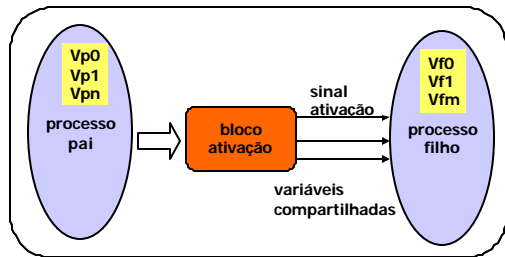 Vp0
Vp1
Vpn
processo
pai
bloco
ativação
sinal
ativação
variáveis
compartilhadas
Vf0
Vf1
Vfm
processo
filho